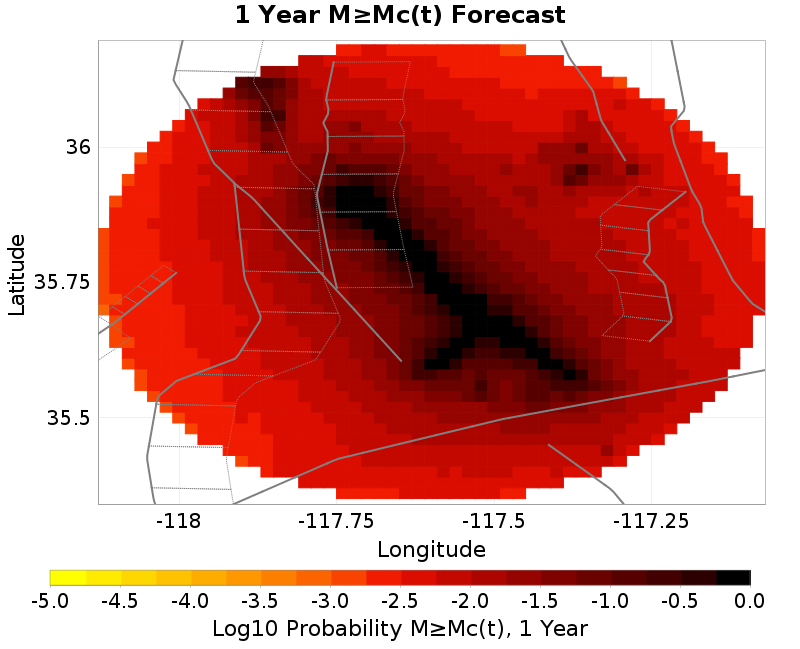 1 Year M≥Mc(t) Forecast
Latitude
36
35.75
35.5
-118 -117.75 -117.5 -117.25
Longitude
-5.0 -4.5 -4.0 -3.5 -3.0 -2.5 -2.0 -1.5 -1.0 -0.5 0.0
Log10 Probability M≥Mc(t), 1 Year